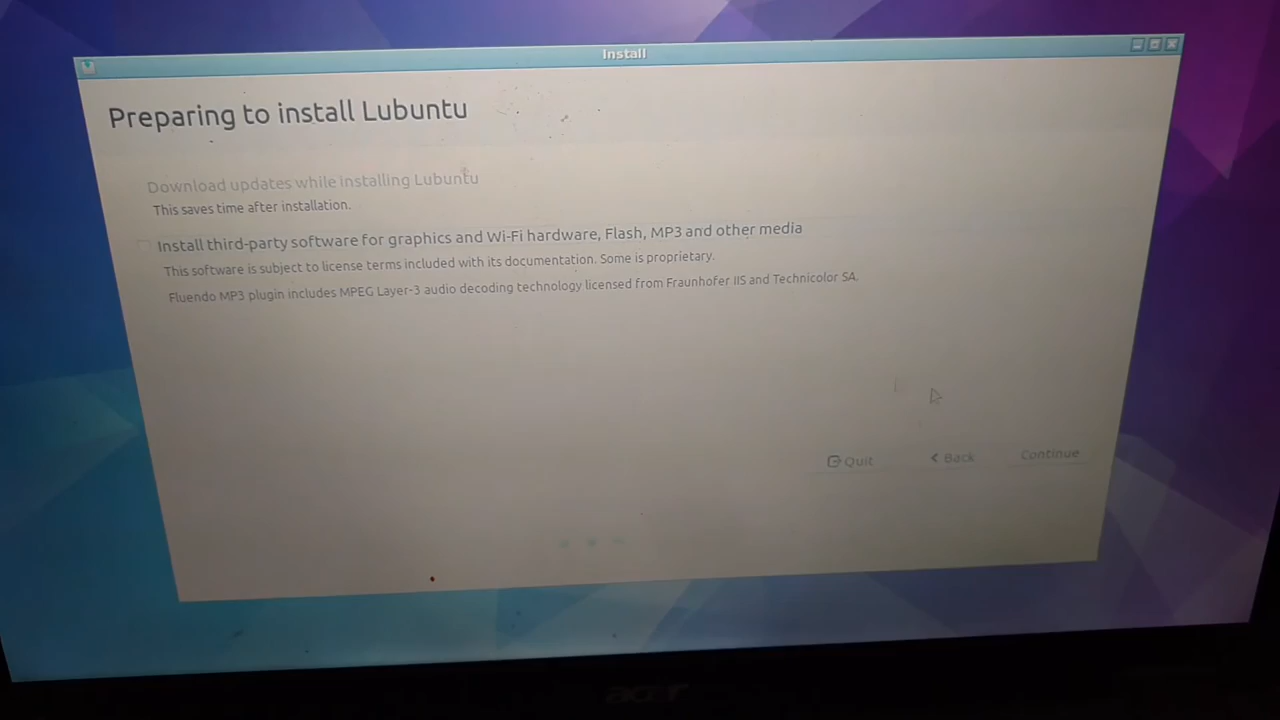 Install
Preparing to install Lubuntu
Download updates while installing Lubuntu
This saves time after installation.
Install third-party software for graphics and Wi-Fi hardware, Flash, MP3 and other media
This software is subject to license terms included with its documentation. Some is proprietary.
Fluendo MP3 plugin includes MPEG Layer-3 audio decoding technology licensed from Fraunhofer IIS and Technicolor SA.
Quit
Back
Continue
acer